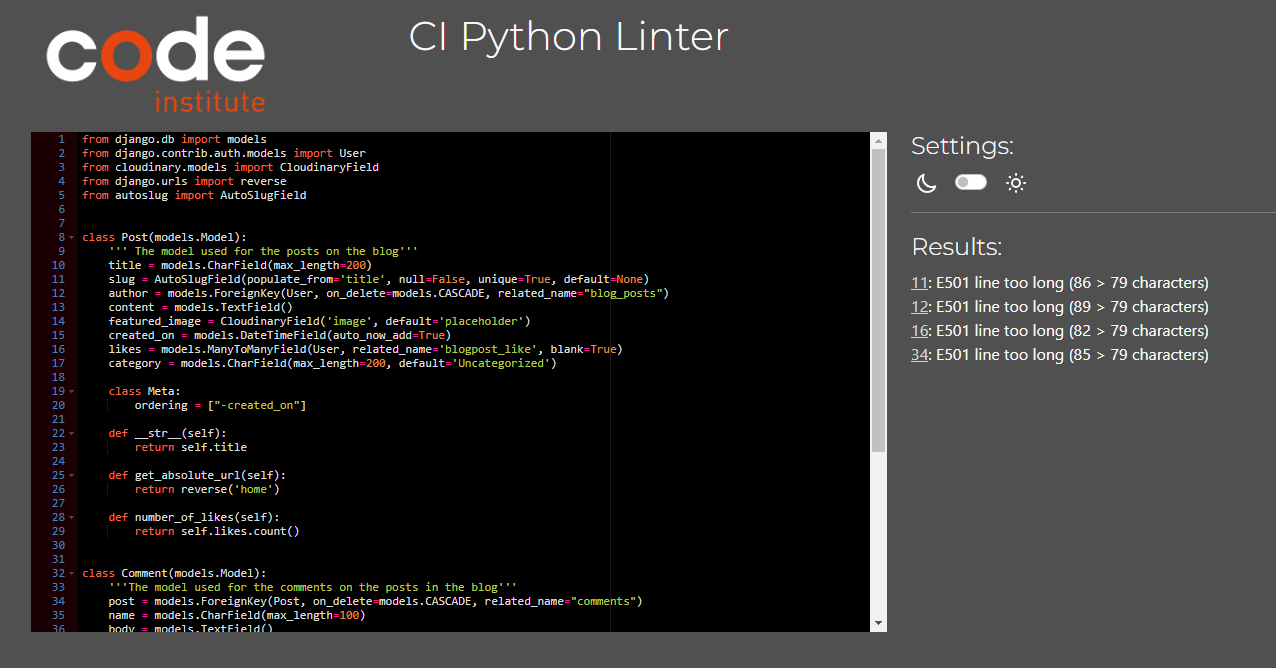 code
institute
CI Python Linter
1 from django.db import models
2 from django.contrib.auth.models import User
3 from cloudinary.models import CloudinaryField
4 from django.urls import reverse
5 from autoslug import AutoSlugField
6
7
8 class Post(models.Model):
9     ''' The model used for the posts on the blog'''
10     title = models.CharField(max_length=200)
11     slug = AutoSlugField(populate_from='title', null=False, unique=True, default=None)
12     author = models.ForeignKey(User, on_delete=models.CASCADE, related_name="blog_posts")
13     content = models.TextField()
14     featured_image = CloudinaryField('image', default='placeholder')
15     created_on = models.DateTimeField(auto_now_add=True)
16     likes = models.ManyToManyField(User, related_name='blogpost_like', blank=True)
17     category = models.CharField(max_length=200, default='Uncategorized')
18
19     class Meta:
20         ordering = ["-created_on"]
21
22     def __str__(self):
23         return self.title
24
25     def get_absolute_url(self):
26         return reverse('home')
27
28     def number_of_likes(self):
29         return self.likes.count()
30
31
32 class Comment(models.Model):
33     '''The model used for the comments on the posts in the blog'''
34     post = models.ForeignKey(Post, on_delete=models.CASCADE, related_name="comments")
35     name = models.CharField(max_length=100)
36     body = models.TextField()
Settings:
Results:
11: E501 line too long (86 > 79 characters)
12: E501 line too long (89 > 79 characters)
16: E501 line too long (82 > 79 characters)
34: E501 line too long (85 > 79 characters)